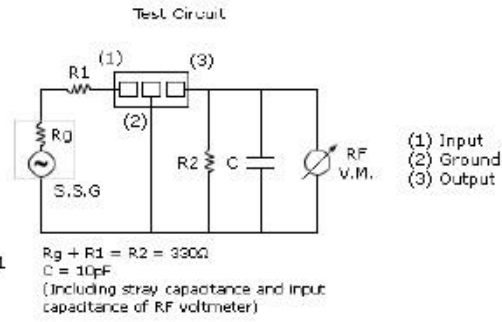 Test Circuit
(1)
(3)
R1
(2)
Rg
S.S.G
R2
C
RF
V.M.
(1) Input
(2) Ground
(3) Output
1
Rg + R1 = R2 = 330Ω
C = 10pF
(Including stray capacitance and input
capacitance of RF voltmeter)